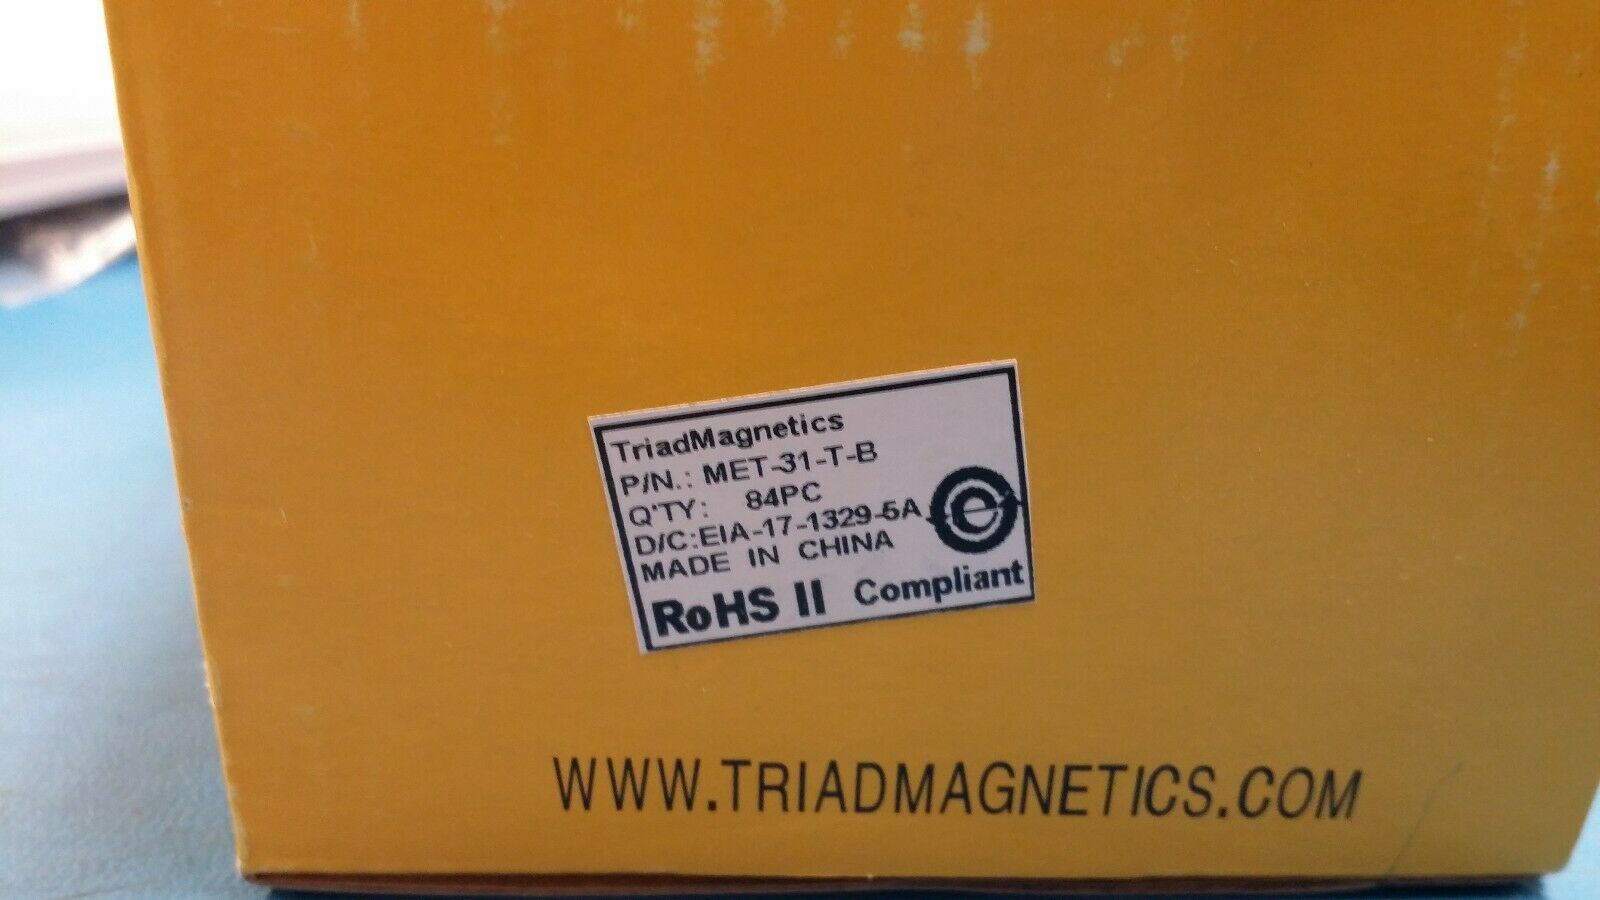 TriadMagnetics
P/N.: MET-31-T-B
Q'TY: 84PC
D/C:EIA-17-1329-5A
MADE IN CHINA
RoHS II Compliant
WWW.TRIADMAGNETICS.COM